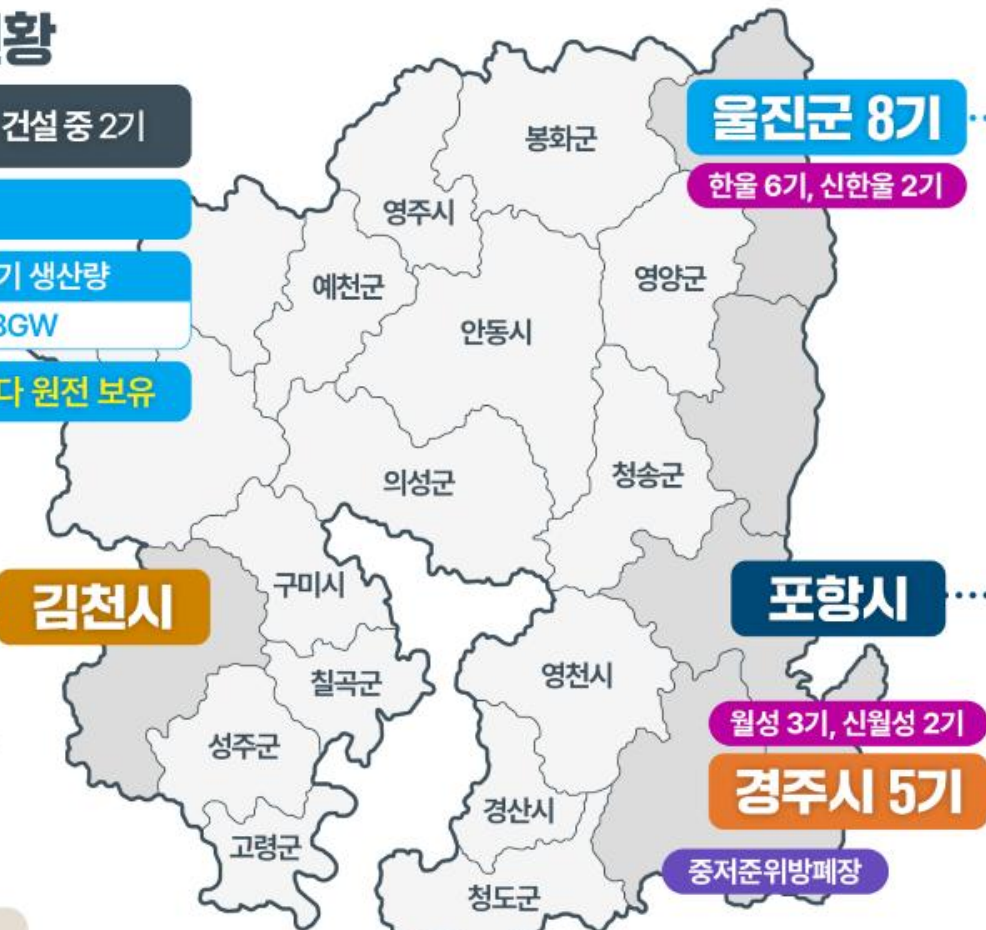 황
건설 중 2기
기 생산량
GW
다 원전 보유
울진군 8기
한울 6기, 신한울 2기
봉화군
영주시
예천군
영양군
안동시
의성군
청송군
김천시
구미시
포항시
칠곡군
영천시
성주군
월성 3기, 신월성 2기
경주시 5기
경산시
고령군
중저준위방폐장
청도군